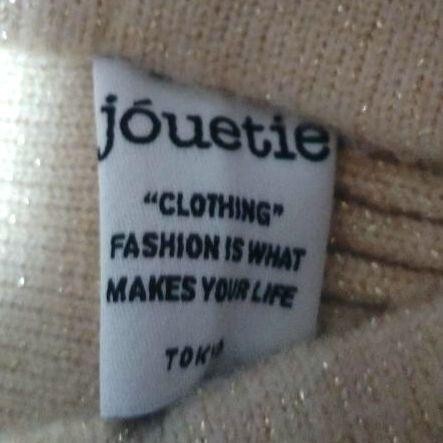 jóuetie
"CLOTHING"
FASHION IS WHAT
MAKES YOUR LIFE